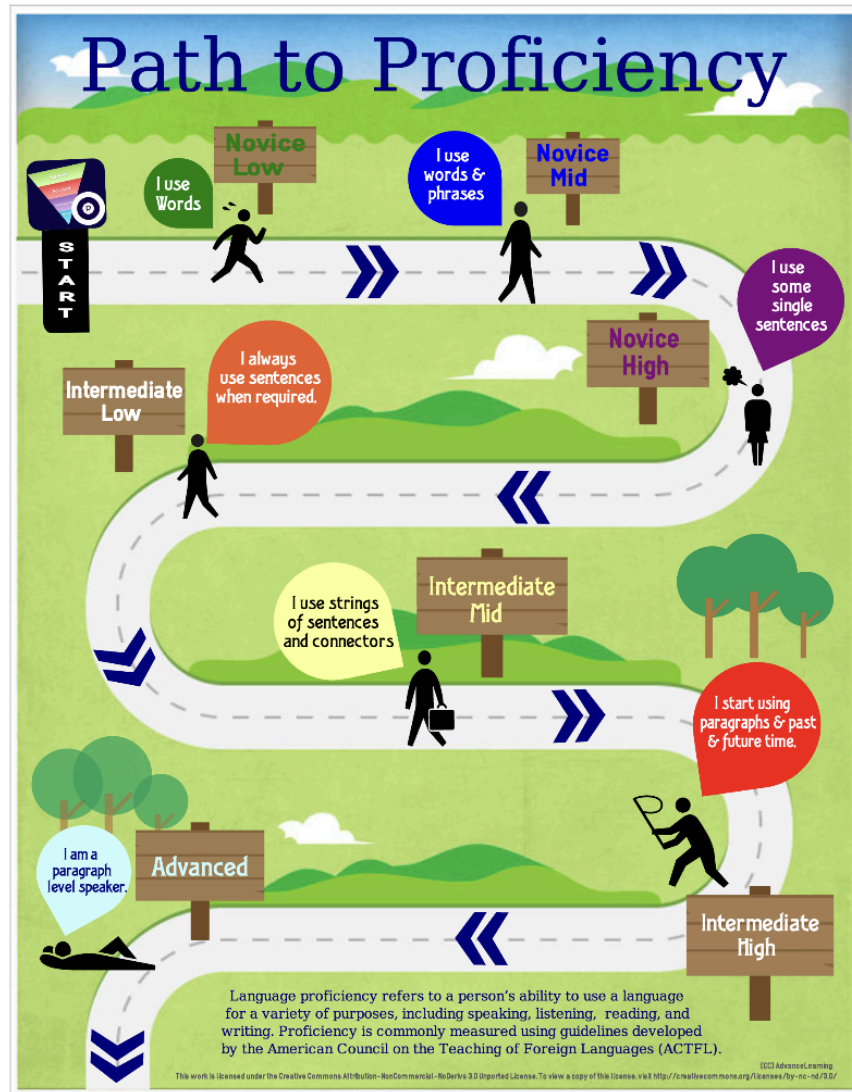 Path to Proficiency
Novice
Low
I use
Words
I use
words &
phrases
Novice
Mid
START
I use
some
single
sentences
Novice
High
I always
use sentences
when required.
Intermediate
Low
Intermediate
Mid
I use strings
of sentences
and connectors
I start using
paragraphs & past
& future time.
I am a
paragraph
level speaker.
Advanced
Intermediate
High
Language proficiency refers to a person's ability to use a language
for a variety of purposes, including speaking, listening, reading, and
writing. Proficiency is commonly measured using guidelines developed
by the American Council on the Teaching of Foreign Languages (ACTFL).
(CC) AdvanceLearning
This work is licensed under the Creative Commons Attribution-NonCommercial-NoDerivs 3.0 Unported License. To view a copy of this license, visit http://creativecommons.org/licenses/by-nc-nd/3.0/